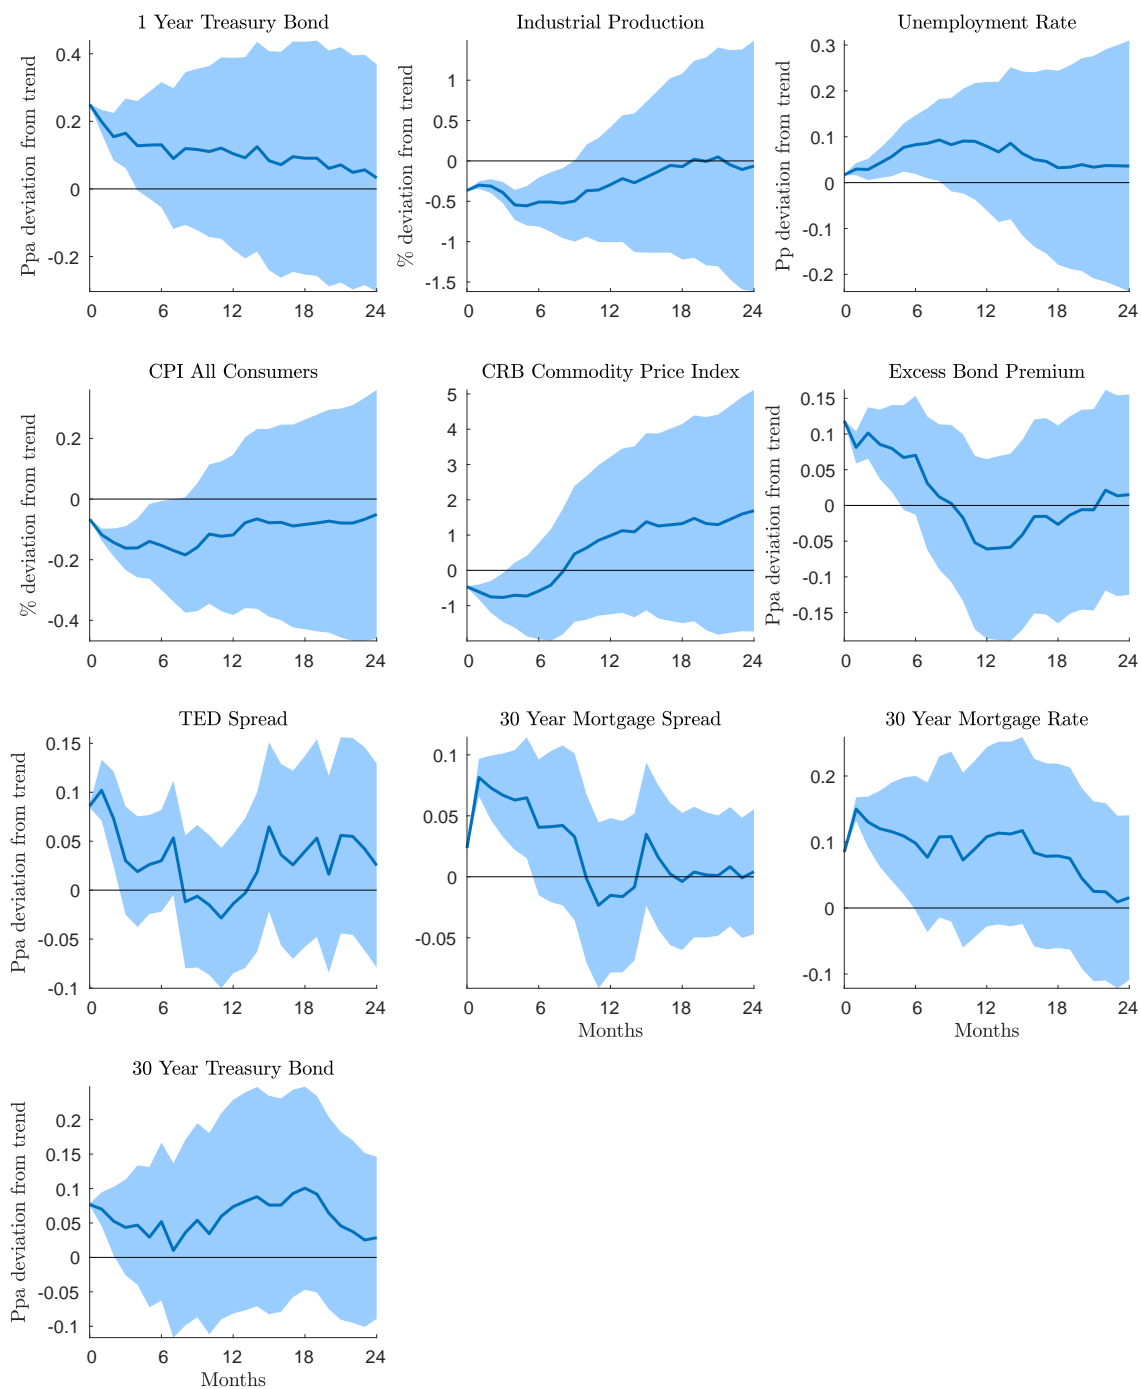 1 Year Treasury Bond
Ppa deviation from trend
0.4
0.2
0
-0.2
0 6 12 18 24
Industrial Production
% deviation from trend
1
0.5
0
-0.5
-1
-1.5
0 6 12 18 24
Unemployment Rate
Pp deviation from trend
0.3
0.2
0.1
0
-0.1
-0.2
0 6 12 18 24
CPI All Consumers
% deviation from trend
0.2
0
-0.2
-0.4
0 6 12 18 24
CRB Commodity Price Index
5
4
3
2
1
0
-1
0 6 12 18 24
Excess Bond Premium
Ppa deviation from trend
0.15
0.1
0.05
0
-0.05
-0.1
-0.15
0 6 12 18 24
TED Spread
Ppa deviation from trend
0.15
0.1
0.05
0
-0.05
-0.1
0 6 12 18 24
30 Year Mortgage Spread
0.1
0.05
0
-0.05
0 6 12 18 24
Months
30 Year Mortgage Rate
0.2
0.1
0
-0.1
0 6 12 18 24
Months
30 Year Treasury Bond
Ppa deviation from trend
0.2
0.15
0.1
0.05
0
-0.05
-0.1
0 6 12 18 24
Months